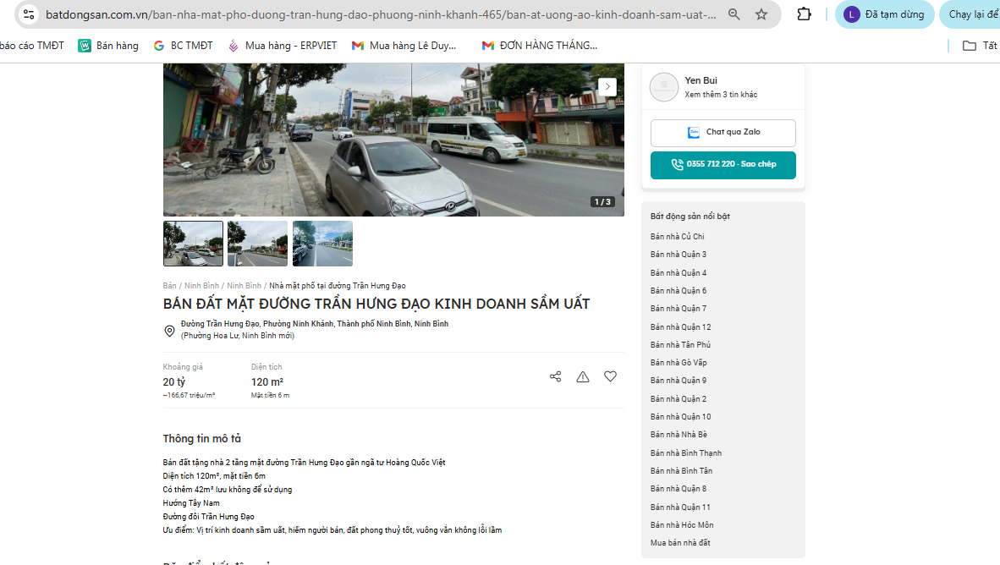 batdongsan.com.vn/ban-nha-mat-pho-duong-tran-hung-dao-phuong-ninh-khanh-465/ban-at-uong-ao-kinh-doanh-sam-uat-...
L Đã tạm dừng
Chạy lại để
báo cáo TMĐT
Bán hàng
BC TMĐT
Mua hàng - ERPVIET
Mua hàng Lê Duy...
ĐƠN HÀNG THÁNG...
Tất
1 / 3
Bán / Ninh Bình / Ninh Bình / Nhà mặt phố tại đường Trần Hưng Đạo
BÁN ĐẤT MẶT ĐƯỜNG TRẦN HƯNG ĐẠO KINH DOANH SẦM UẤT
Đường Trần Hưng Đạo, Phường Ninh Khánh, Thành phố Ninh Bình, Ninh Bình
(Phường Hoa Lư, Ninh Bình mới)
Khoảng giá
Diện tích
20 tỷ
120 m²
~166,67 triệu/m²
Mặt tiền 6 m
Thông tin mô tả
Bán đất tặng nhà 2 tầng mặt đường Trần Hưng Đạo gần ngã tư Hoàng Quốc Việt
Diện tích 120m², mặt tiền 6m
Có thêm 42m² lưu không để sử dụng
Hướng Tây Nam
Đường đôi Trần Hưng Đạo
Ưu điểm: Vị trí kinh doanh sầm uất, hiếm người bán, đất phong thuỷ tốt, vuông vắn không lỗi lầm
Yen Bui
Xem thêm 3 tin khác
Zalo Chat qua Zalo
0355 712 220 · Sao chép
Bất động sản nổi bật
Bán nhà Củ Chi
Bán nhà Quận 3
Bán nhà Quận 4
Bán nhà Quận 6
Bán nhà Quận 7
Bán nhà Quận 12
Bán nhà Tân Phú
Bán nhà Gò Vấp
Bán nhà Quận 9
Bán nhà Quận 2
Bán nhà Quận 10
Bán nhà Nhà Bè
Bán nhà Bình Thạnh
Bán nhà Bình Tân
Bán nhà Quận 8
Bán nhà Quận 11
Bán nhà Hóc Môn
Mua bán nhà đất